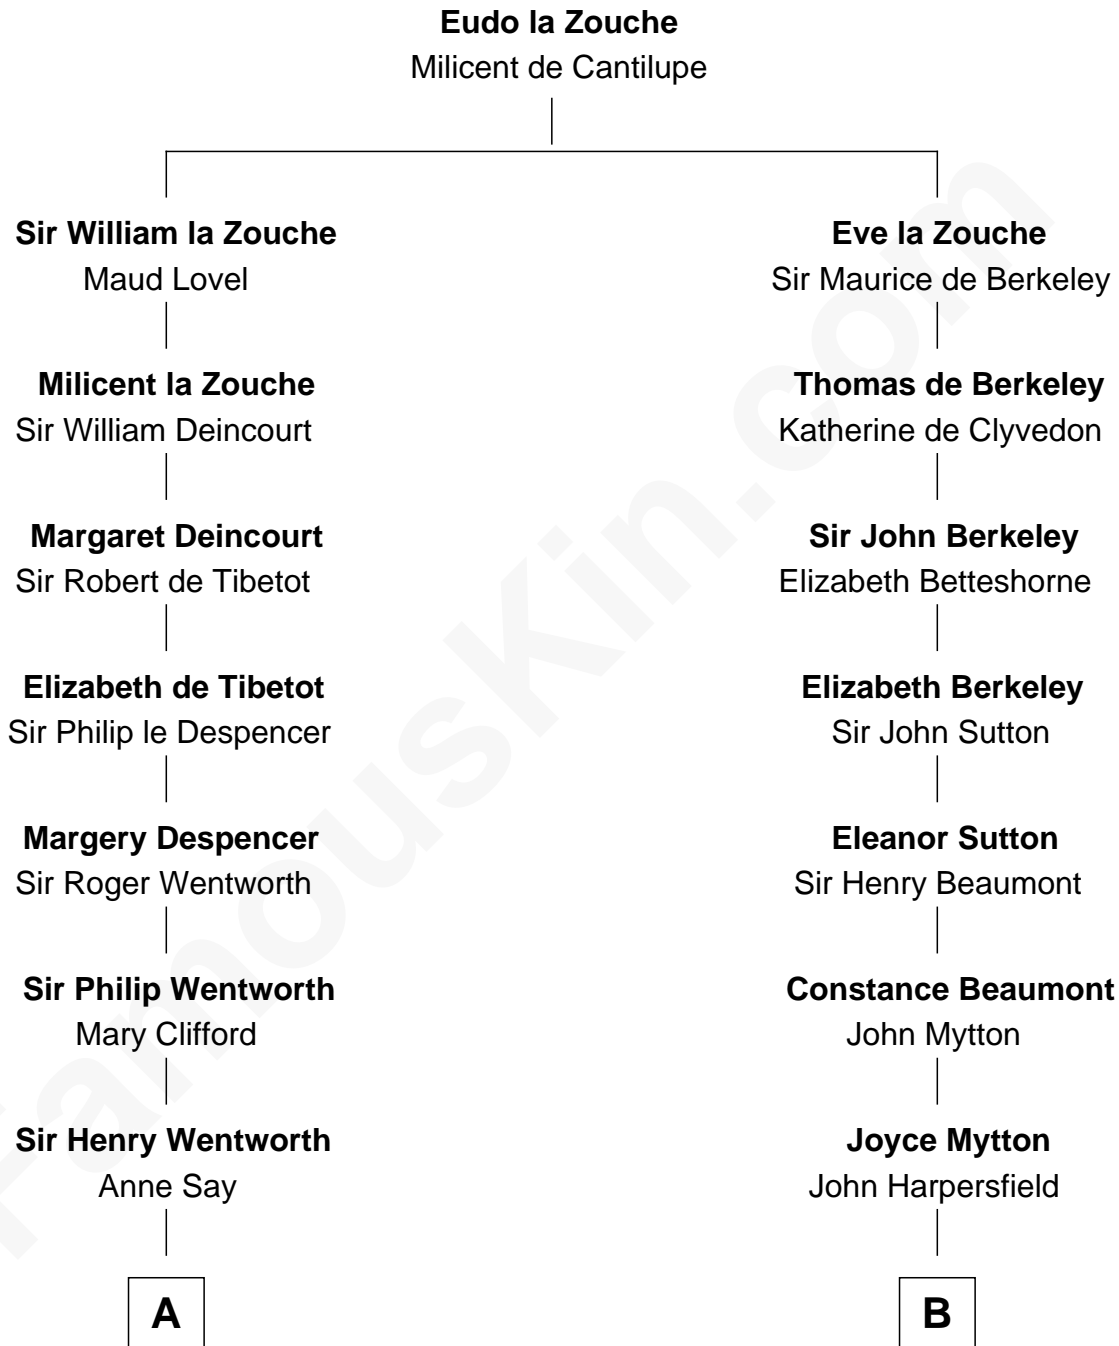 Eudo la Zouche
Milicent de Cantilupe
Sir William la Zouche
Maud Lovel
Eve la Zouche
Sir Maurice de Berkeley
Milicent la Zouche
Sir William Deincourt
Thomas de Berkeley
Katherine de Clyvedon
Margaret Deincourt
Sir Robert de Tibetot
Sir John Berkeley
Elizabeth Betteshorne
Elizabeth de Tibetot
Sir Philip le Despencer
Elizabeth Berkeley
Sir John Sutton
Margery Despencer
Sir Roger Wentworth
Eleanor Sutton
Sir Henry Beaumont
Sir Philip Wentworth
Mary Clifford
Constance Beaumont
John Mytton
Sir Henry Wentworth
Anne Say
Joyce Mytton
John Harpersfield
A
B
FamousKin.com